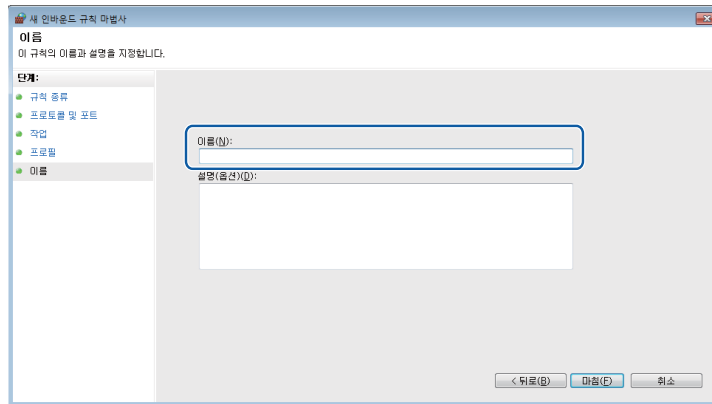 새 인바운드 규칙 마법사
이름
이 규칙의 이름과 설명을 지정합니다.
단계:
규칙 종류
프로토콜 및 포트
작업
프로필
이름
이름(N):
설명(옵션)(D):
< 뒤로(B)
마침(F)
취소